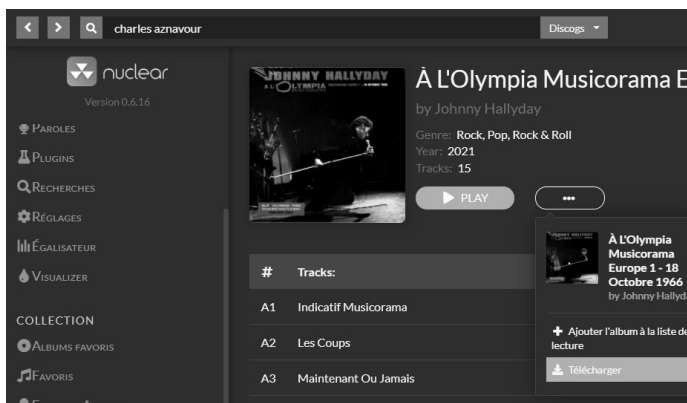 charles aznavour
Discogs
nuclear
Version 0.6.16
PAROLES
PLUGINS
RECHERCHES
RÉGLAGES
ÉGALISATEUR
VISUALIZER
COLLECTION
ALBUMS FAVORIS
FAVORIS
JOHNNY HALLYDAY
A L'OLYMPIA
À L'Olympia Musicorama E
by Johnny Hallyday
Genre: Rock, Pop, Rock & Roll
Year: 2021
Tracks: 15
PLAY
# Tracks:
A1 Indicatif Musicorama
A2 Les Coups
A3 Maintenant Ou Jamais
À L'Olympia
Musicorama
Europe 1 - 18
Octobre 1966
by Johnny Hallyd
Ajouter l'album à la liste de
lecture
Télécharger